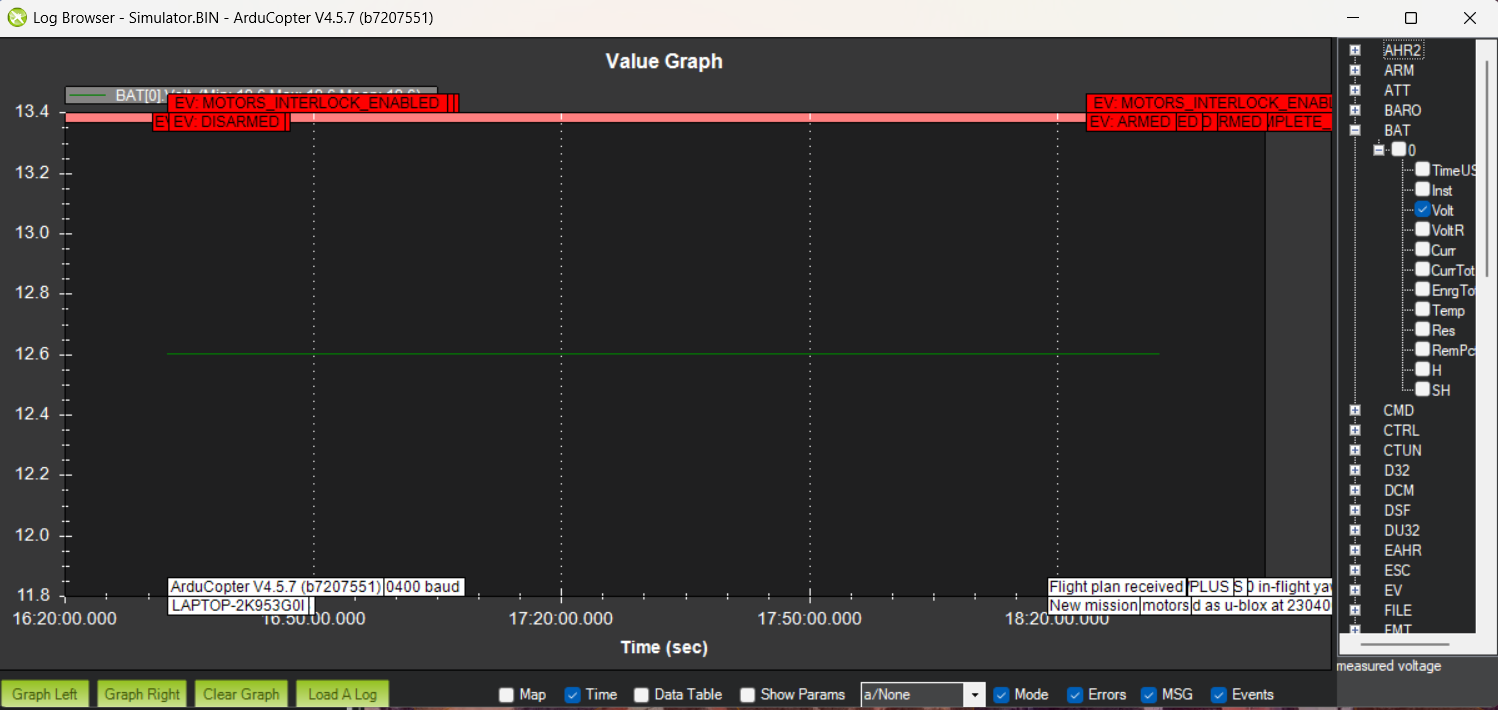 Log Browser - Simulator.BIN - ArduCopter V4.5.7 (b7207551)
Value Graph
BAT[0].Volt (Min: 12.6 Max: 12.6 Mean: 12.6)
EV: MOTORS_INTERLOCK_ENABLED
EV: MOTORS_INTERLOCK_ENABL
EV: DISARMED
EV: ARMED
ED
D
RMED
MPLETE_
13.4
13.2
13.0
12.8
12.6
12.4
12.2
12.0
11.8
ArduCopter V4.5.7 (b7207551)
0400 baud
LAPTOP-2K953G0I
Flight plan received
PLUS
S
0 in-flight yaw
New mission
motors
d as u-blox at 23040
16:20:00.000
16:50:00.000
17:20:00.000
17:50:00.000
18:20:00.000
Time (sec)
AHR2
ARM
ATT
BARO
BAT
0
TimeUS
Inst
Volt
VoltR
Curr
CurrTot
EnrgTo
Temp
Res
RemPc
H
SH
CMD
CTRL
CTUN
D32
DCM
DSF
DU32
EAHR
ESC
EV
FILE
FMT
measured voltage
Graph Left
Graph Right
Clear Graph
Load A Log
Map
Time
Data Table
Show Params
a/None
Mode
Errors
MSG
Events